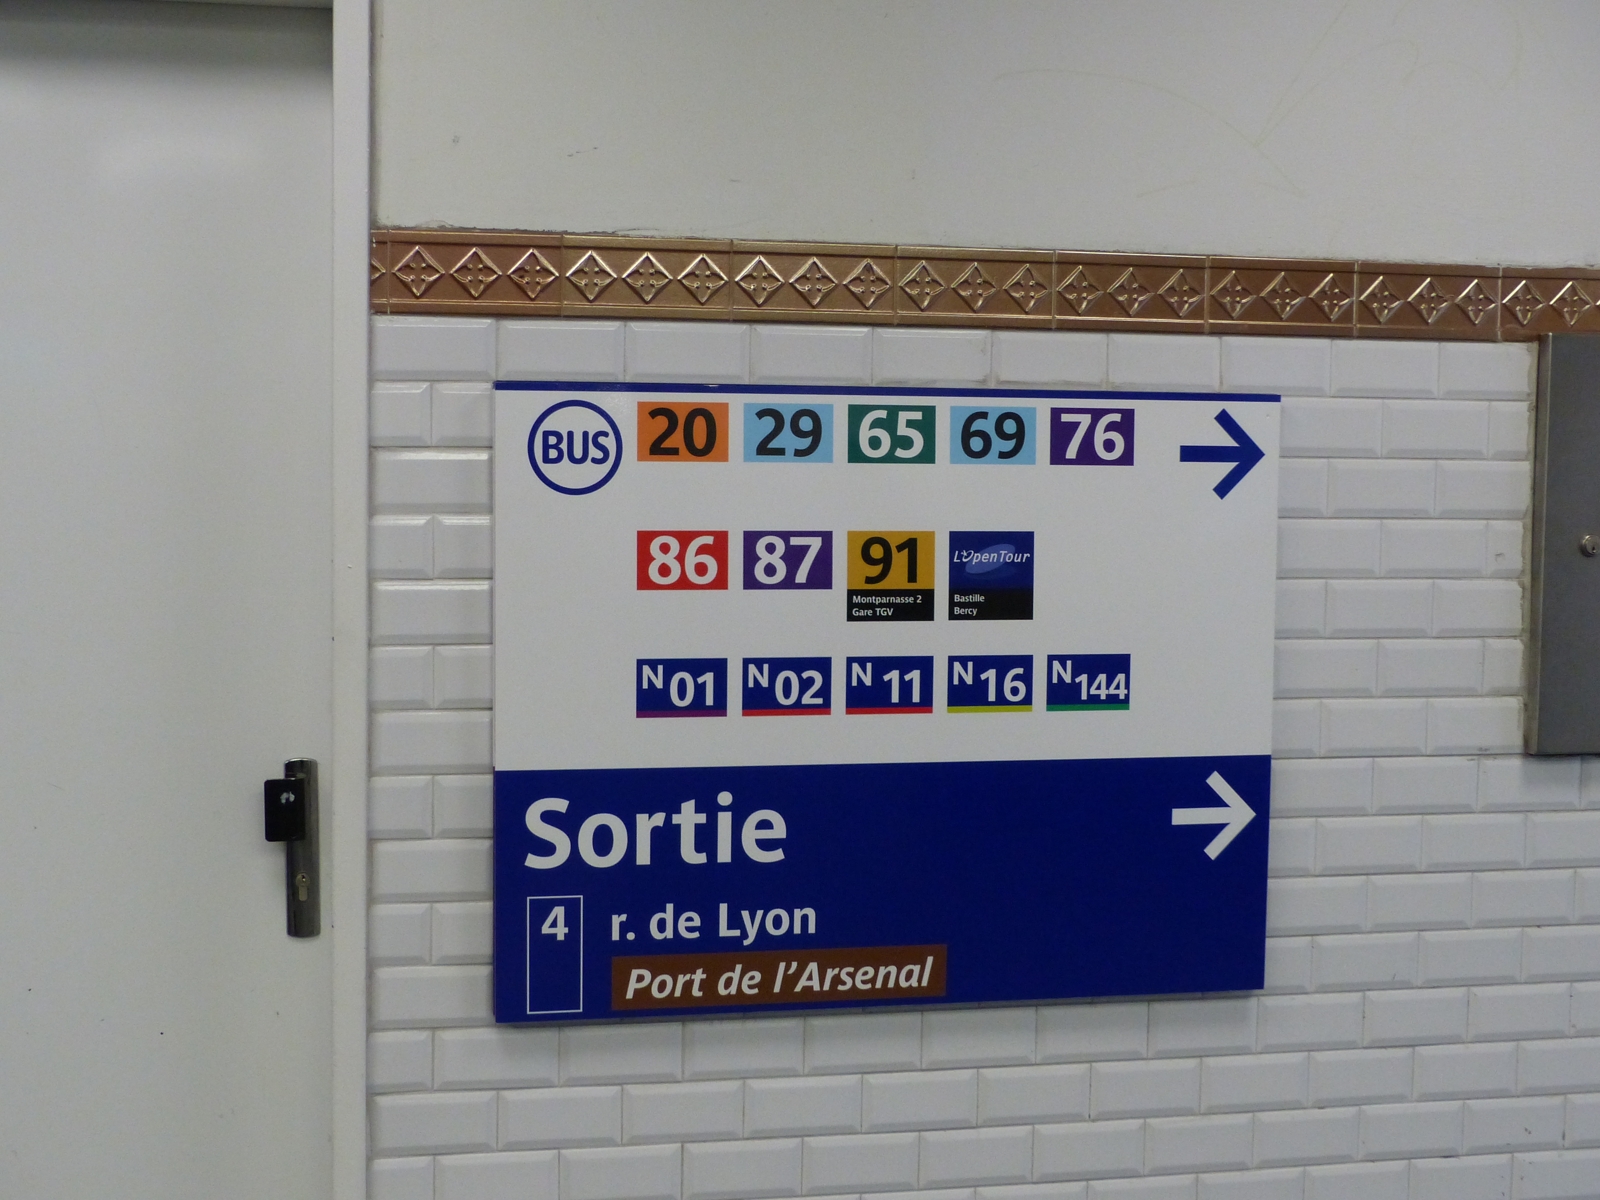 BUS 20 29 65 69 76
86 87 91 L'OpenTour
Montparnasse 2 Bastille
Gare TGV Bercy
N01 N02 N11 N16 N144
Sortie
4 r. de Lyon
Port de l'Arsenal